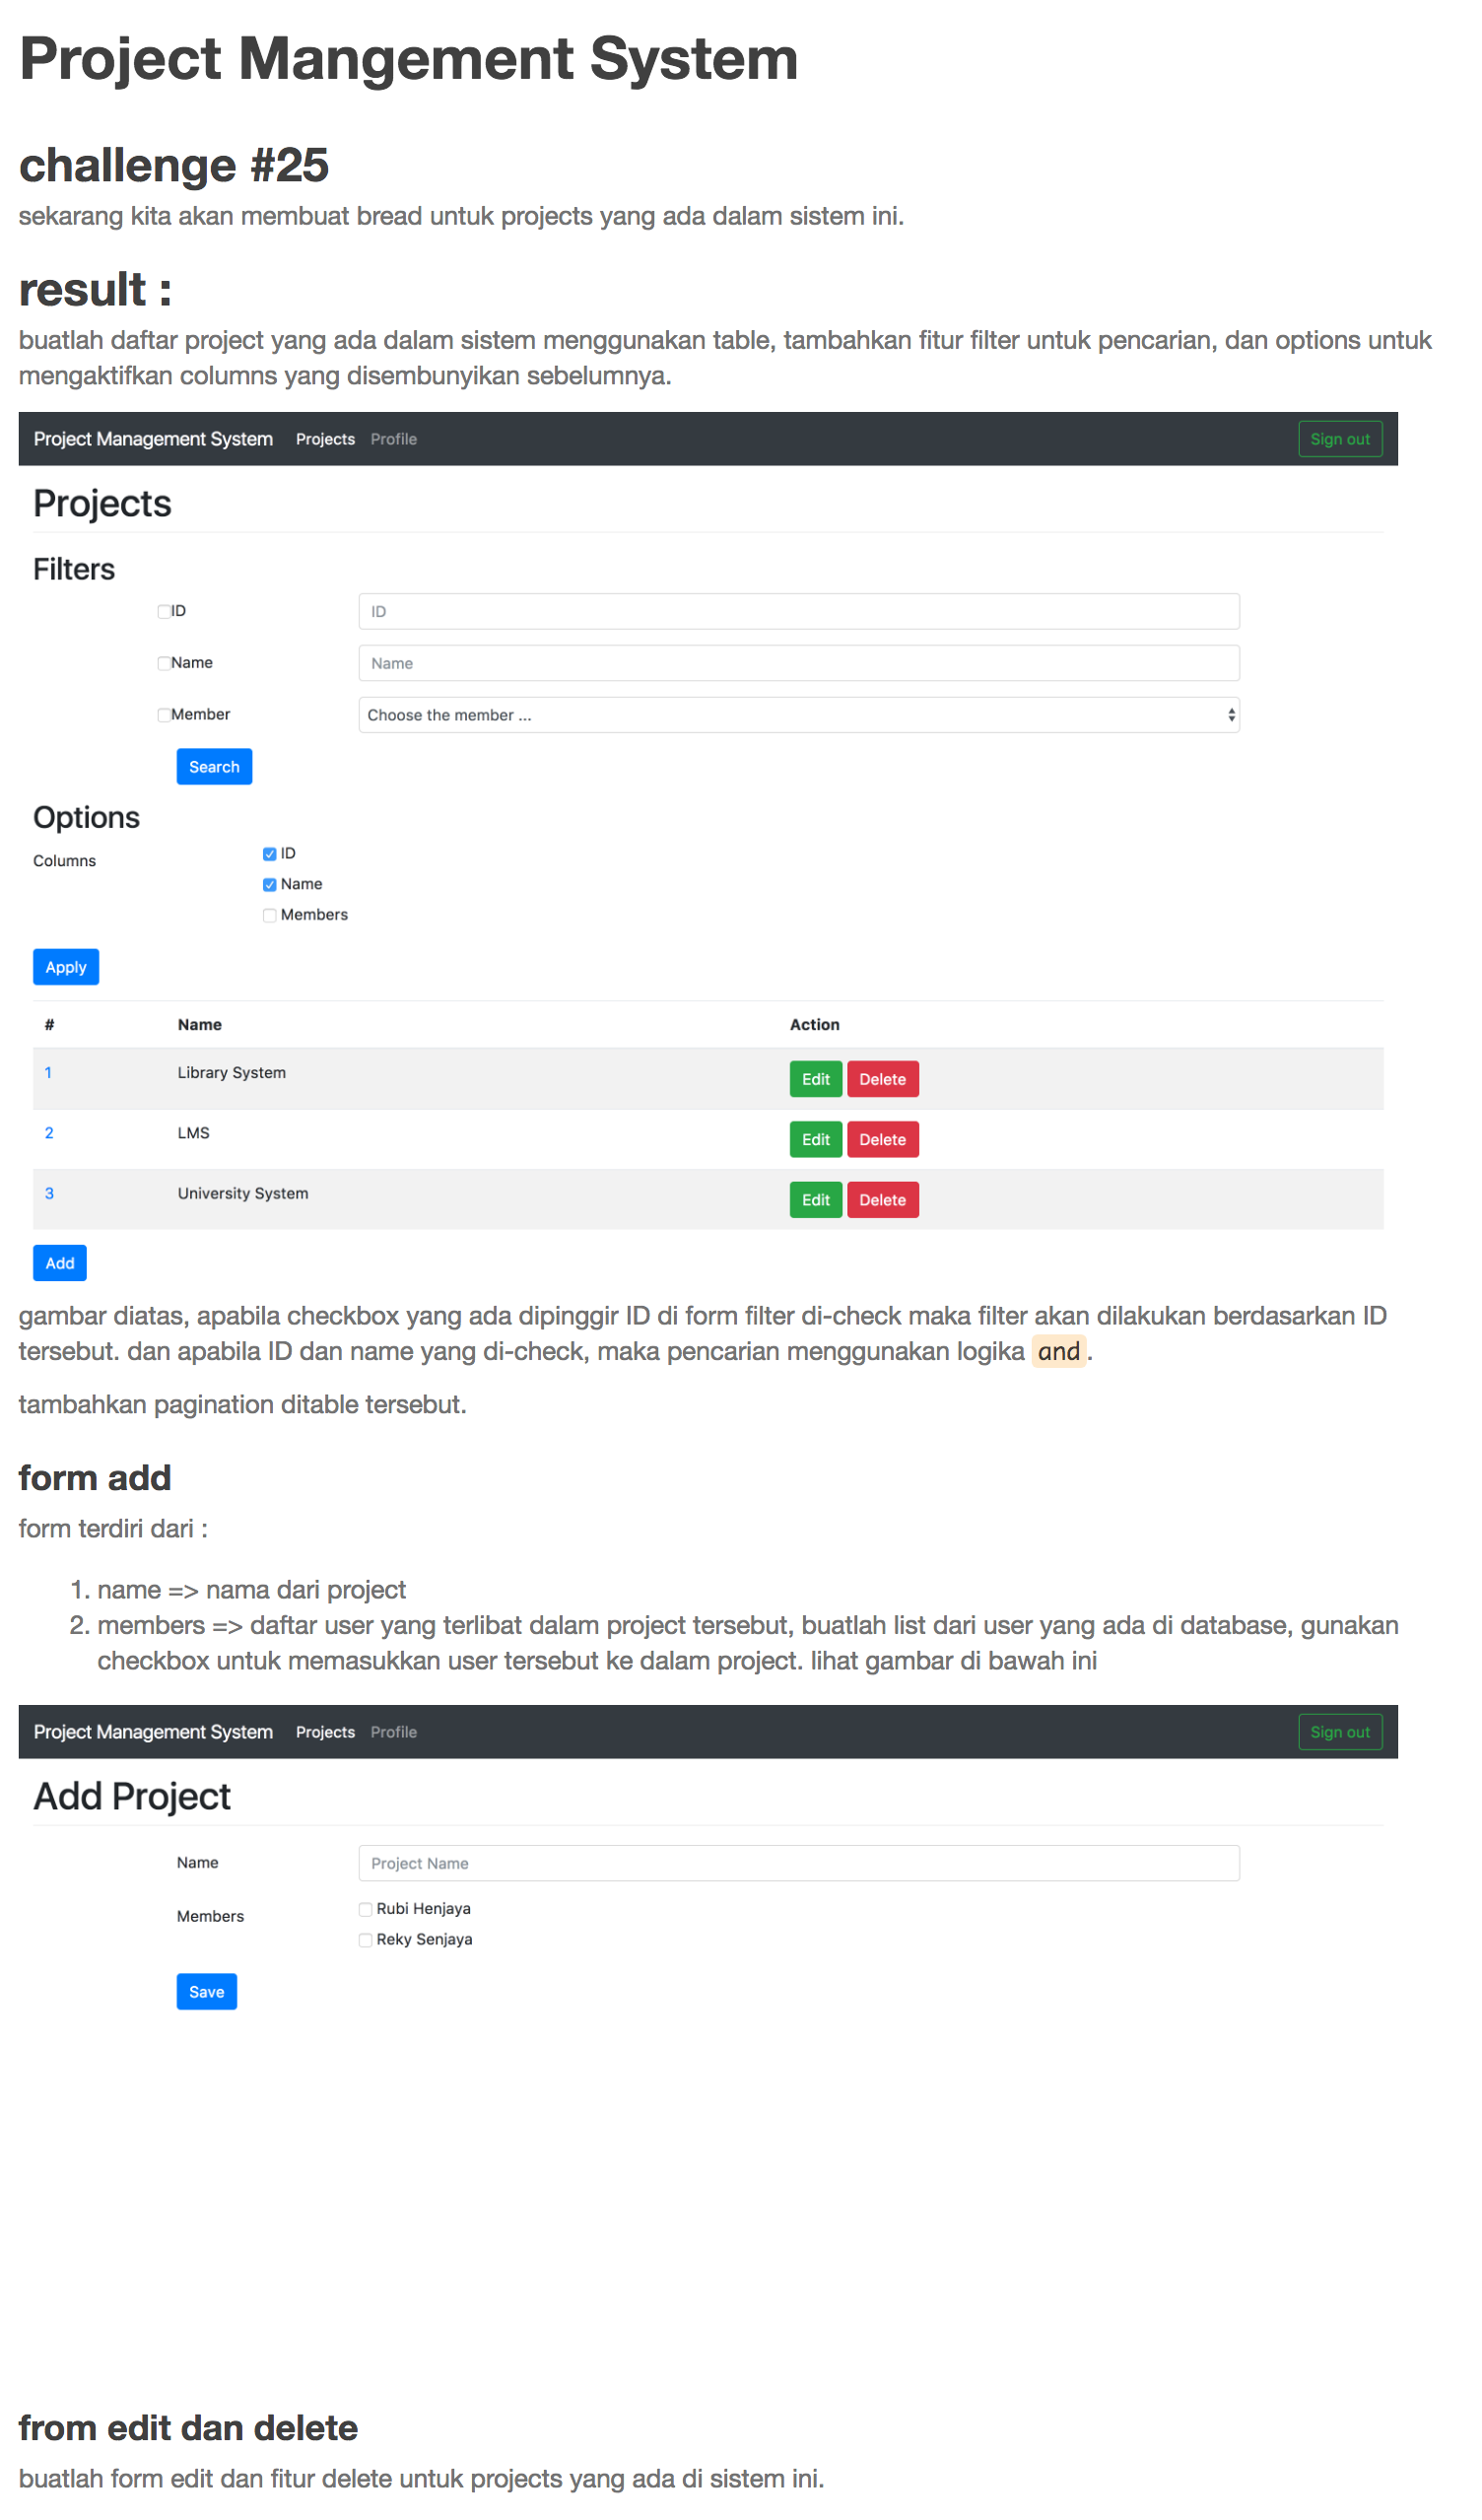 Project Mangement System
challenge #25
sekarang kita akan membuat bread untuk projects yang ada dalam sistem ini.
result :
buatlah daftar project yang ada dalam sistem menggunakan table, tambahkan fitur filter untuk pencarian, dan options untuk
mengaktifkan columns yang disembunyikan sebelumnya.
Project Management System Projects Profile Sign out
Projects
Filters
ID ID
Name Name
Member Choose the member ...
Search
Options
Columns ID
Name
Members
Apply
# Name Action
1 Library System Edit Delete
2 LMS Edit Delete
3 University System Edit Delete
Add
gambar diatas, apabila checkbox yang ada dipinggir ID di form filter di-check maka filter akan dilakukan berdasarkan ID
tersebut. dan apabila ID dan name yang di-check, maka pencarian menggunakan logika and.
tambahkan pagination ditable tersebut.
form add
form terdiri dari :
1. name => nama dari project
2. members => daftar user yang terlibat dalam project tersebut, buatlah list dari user yang ada di database, gunakan
checkbox untuk memasukkan user tersebut ke dalam project. lihat gambar di bawah ini
Project Management System Projects Profile Sign out
Add Project
Name Project Name
Members Rubi Henjaya
Reky Senjaya
Save
from edit dan delete
buatlah form edit dan fitur delete untuk projects yang ada di sistem ini.